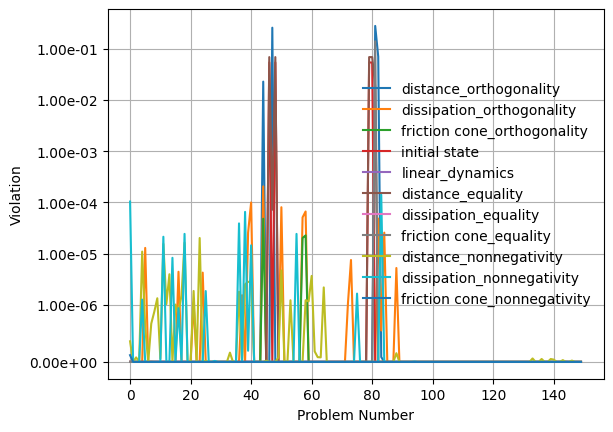 1.00e-01
1.00e-02
1.00e-03
1.00e-04
1.00e-05
1.00e-06
0.00e+00
Violation
distance_orthogonality
dissipation_orthogonality
friction cone_orthogonality
initial state
linear_dynamics
distance_equality
dissipation_equality
friction cone_equality
distance_nonnegativity
dissipation_nonnegativity
friction cone_nonnegativity
0 20 40 60 80 100 120 140
Problem Number